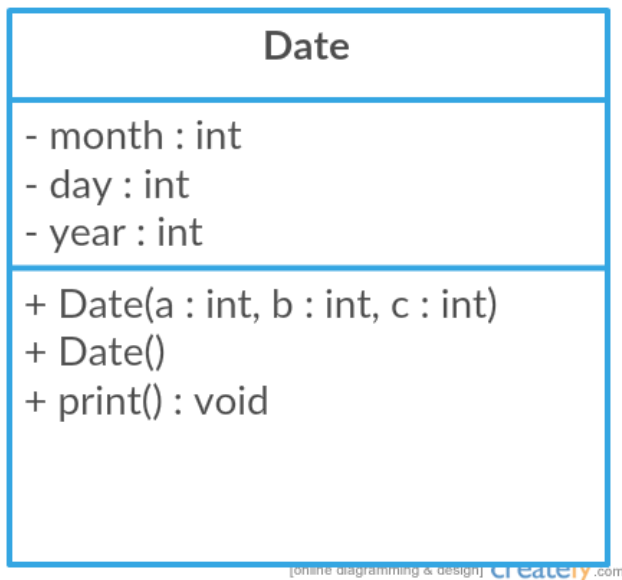 Date
- month : int
- day : int
- year : int
+ Date(a : int, b : int, c : int)
+ Date()
+ print() : void
[online diagramming & design] creately.com